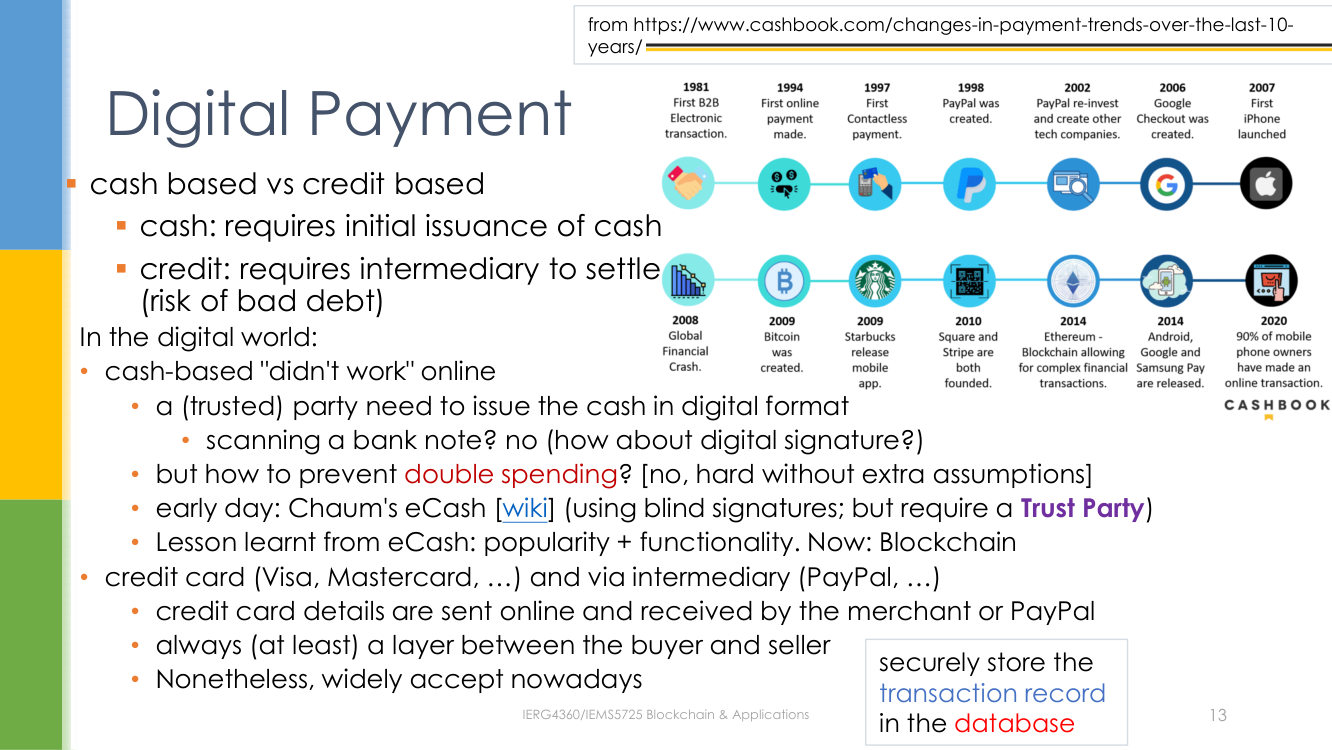 from https://www.cashbook.com/changes-in-payment-trends-over-the-last-10-
years/
Digital Payment
1981
First B2B
Electronic
transaction.
1994
First online
payment
made.
1997
First
Contactless
payment.
1998
PayPal was
created.
2002
PayPal re-invest
and create other
tech companies.
2006
Google
Checkout was
created.
2007
First
iPhone
launched
2008
Global
Financial
Crash.
2009
Bitcoin
was
created.
2009
Starbucks
release
mobile
app.
2010
Square and
Stripe are
both
founded.
2014
Ethereum -
Blockchain allowing
for complex financial
transactions.
2014
Android,
Google and
Samsung Pay
are released.
2020
90% of mobile
phone owners
have made an
online transaction.
CASHBOOK
cash based vs credit based
cash: requires initial issuance of cash
credit: requires intermediary to settle
(risk of bad debt)
In the digital world:
• cash-based "didn't work" online
• a (trusted) party need to issue the cash in digital format
• scanning a bank note? no (how about digital signature?)
• but how to prevent double spending? [no, hard without extra assumptions]
• early day: Chaum's eCash [wiki] (using blind signatures; but require a Trust Party)
• Lesson learnt from eCash: popularity + functionality. Now: Blockchain
• credit card (Visa, Mastercard, …) and via intermediary (PayPal, …)
• credit card details are sent online and received by the merchant or PayPal
• always (at least) a layer between the buyer and seller
• Nonetheless, widely accept nowadays
securely store the
transaction record
in the database
IERG4360/IEMS5725 Blockchain & Applications
13